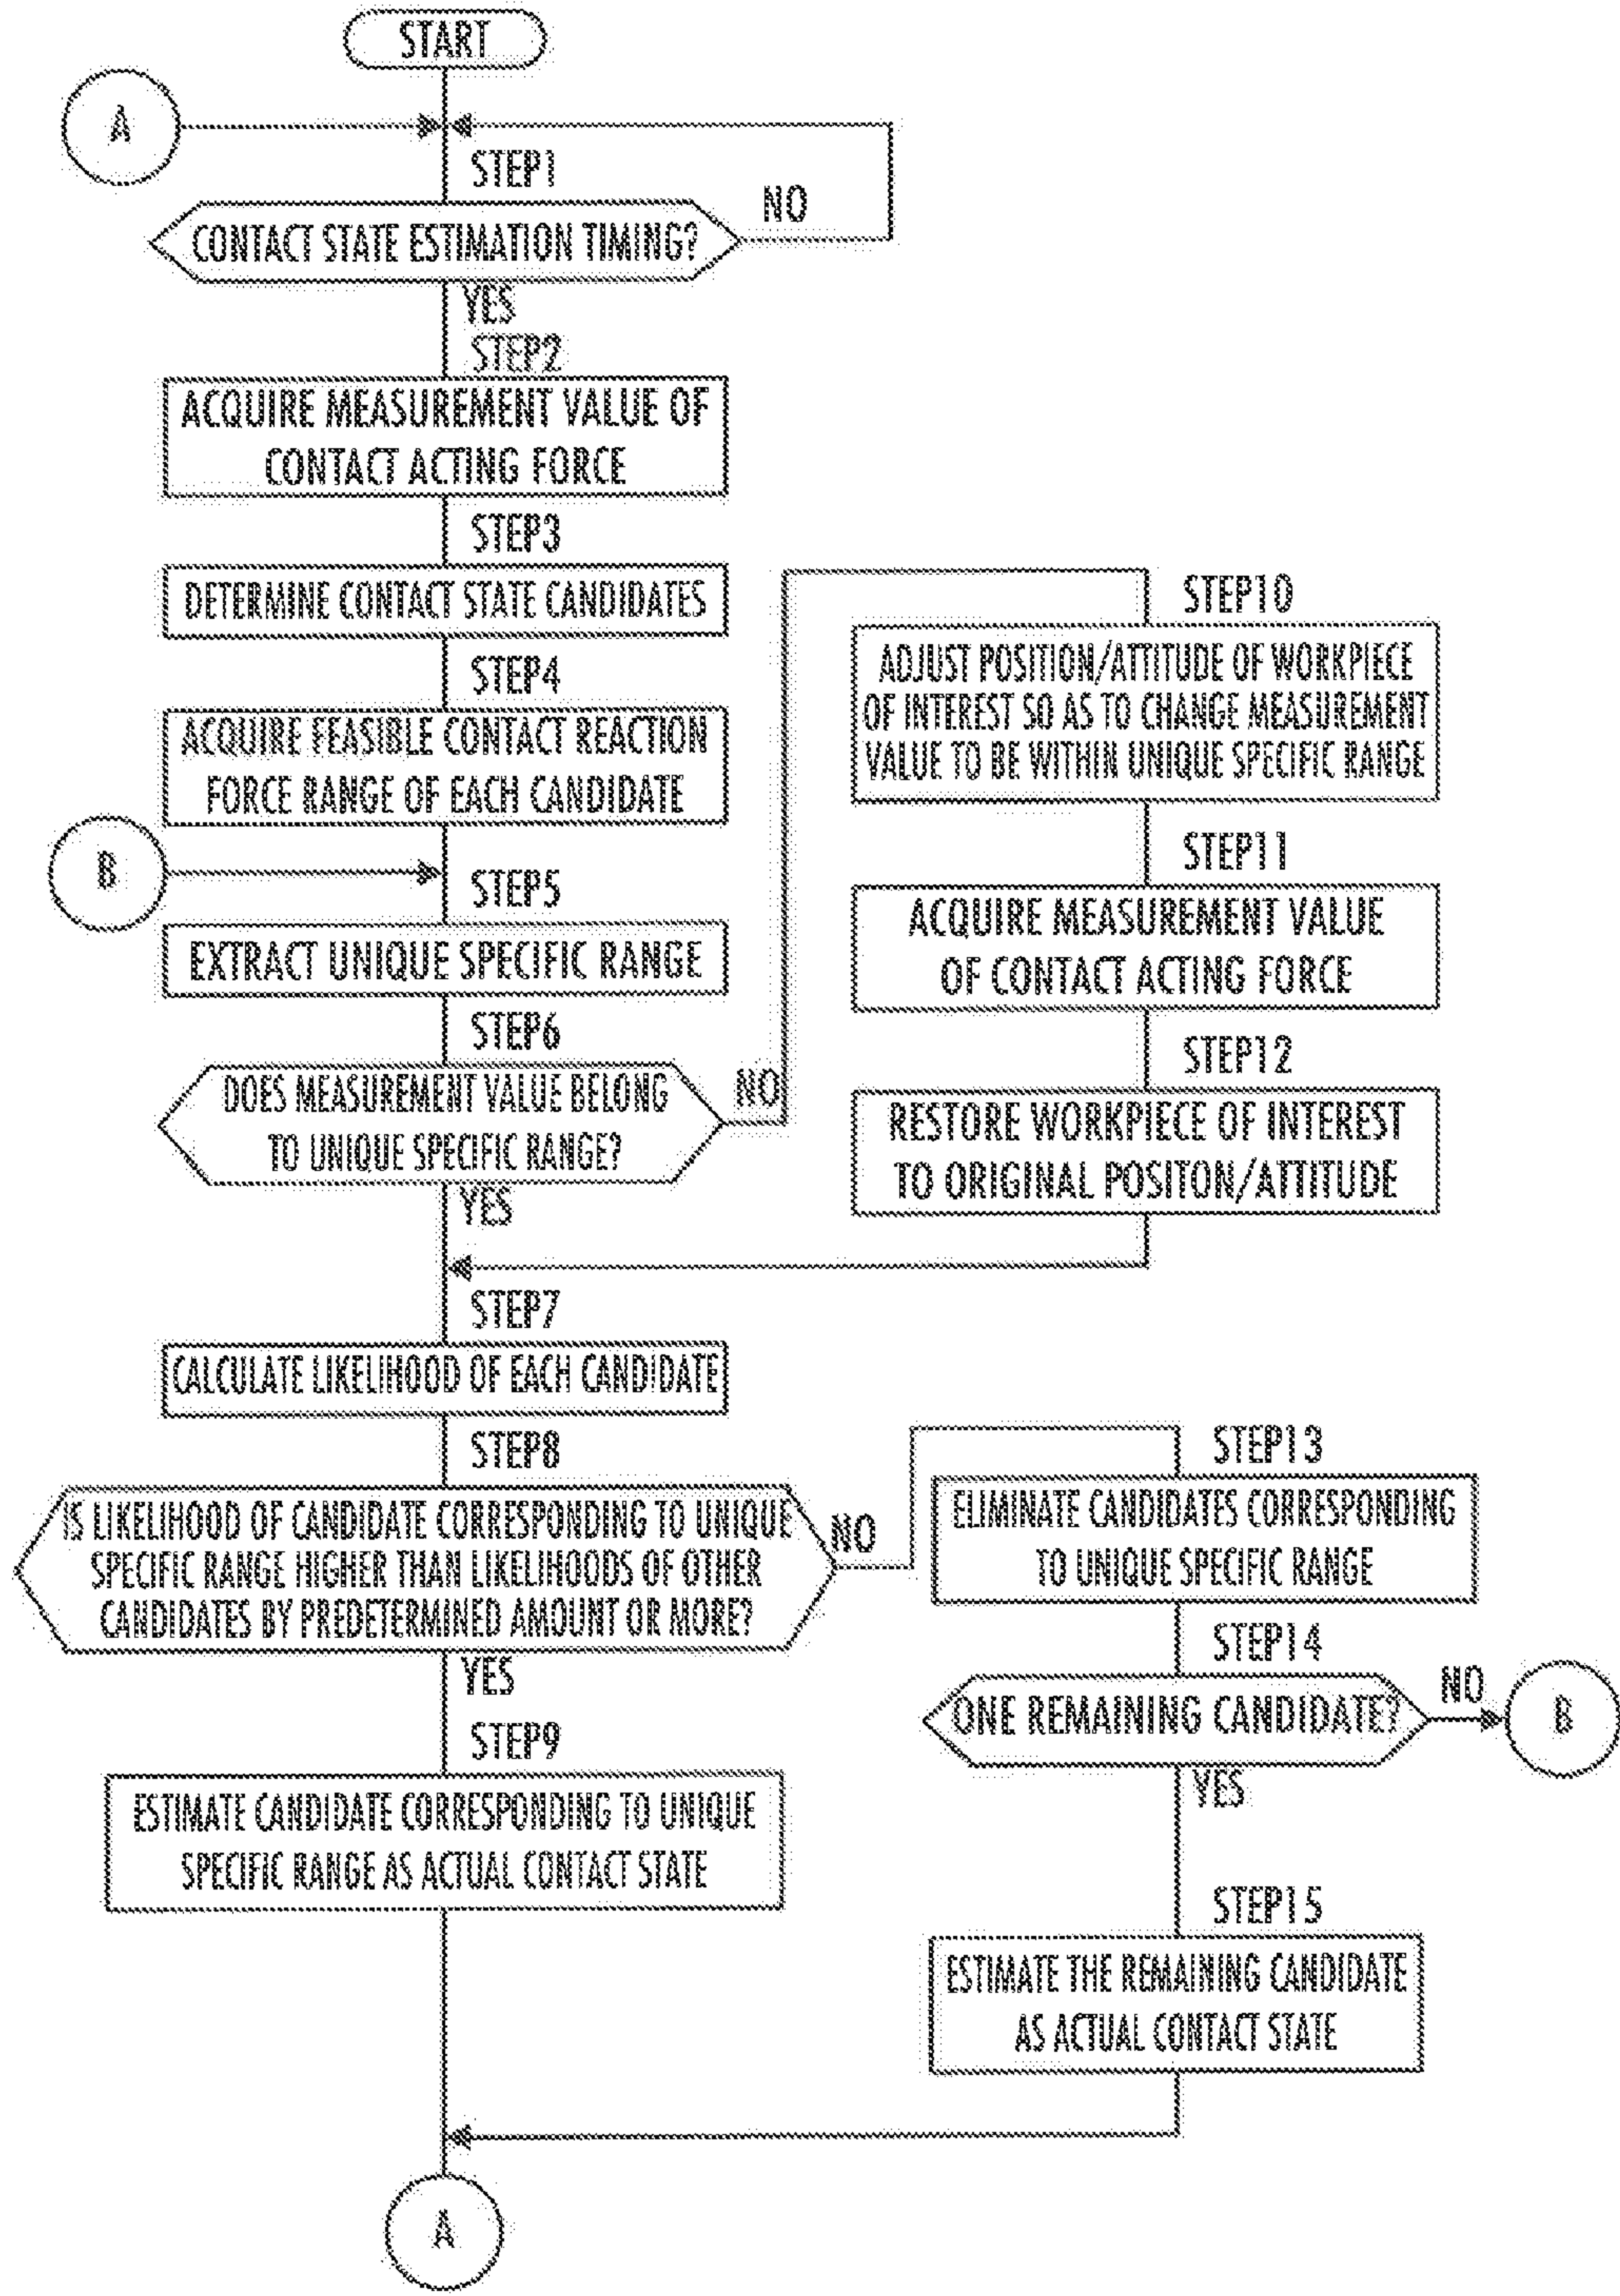 START
A
STEP1
CONTACT STATE ESTIMATION TIMING?
NO
YES
STEP2
ACQUIRE MEASUREMENT VALUE OF
CONTACT ACTING FORCE
STEP3
DETERMINE CONTACT STATE CANDIDATES
STEP4
ACQUIRE FEASIBLE CONTACT REACTION
FORCE RANGE OF EACH CANDIDATE
B
STEP5
EXTRACT UNIQUE SPECIFIC RANGE
STEP6
DOES MEASUREMENT VALUE BELONG
TO UNIQUE SPECIFIC RANGE?
NO
YES
STEP10
ADJUST POSITION/ATTITUDE OF WORKPIECE
OF INTEREST SO AS TO CHANGE MEASUREMENT
VALUE TO BE WITHIN UNIQUE SPECIFIC RANGE
STEP11
ACQUIRE MEASUREMENT VALUE
OF CONTACT ACTING FORCE
STEP12
RESTORE WORKPIECE OF INTEREST
TO ORIGINAL POSITON/ATTITUDE
STEP7
CALCULATE LIKELIHOOD OF EACH CANDIDATE
STEP8
IS LIKELIHOOD OF CANDIDATE CORRESPONDING TO UNIQUE
SPECIFIC RANGE HIGHER THAN LIKELIHOODS OF OTHER
CANDIDATES BY PREDETERMINED AMOUNT OR MORE?
NO
YES
STEP9
ESTIMATE CANDIDATE CORRESPONDING TO UNIQUE
SPECIFIC RANGE AS ACTUAL CONTACT STATE
STEP13
ELIMINATE CANDIDATES CORRESPONDING
TO UNIQUE SPECIFIC RANGE
STEP14
ONE REMAINING CANDIDATE?
NO
B
YES
STEP15
ESTIMATE THE REMAINING CANDIDATE
AS ACTUAL CONTACT STATE
A